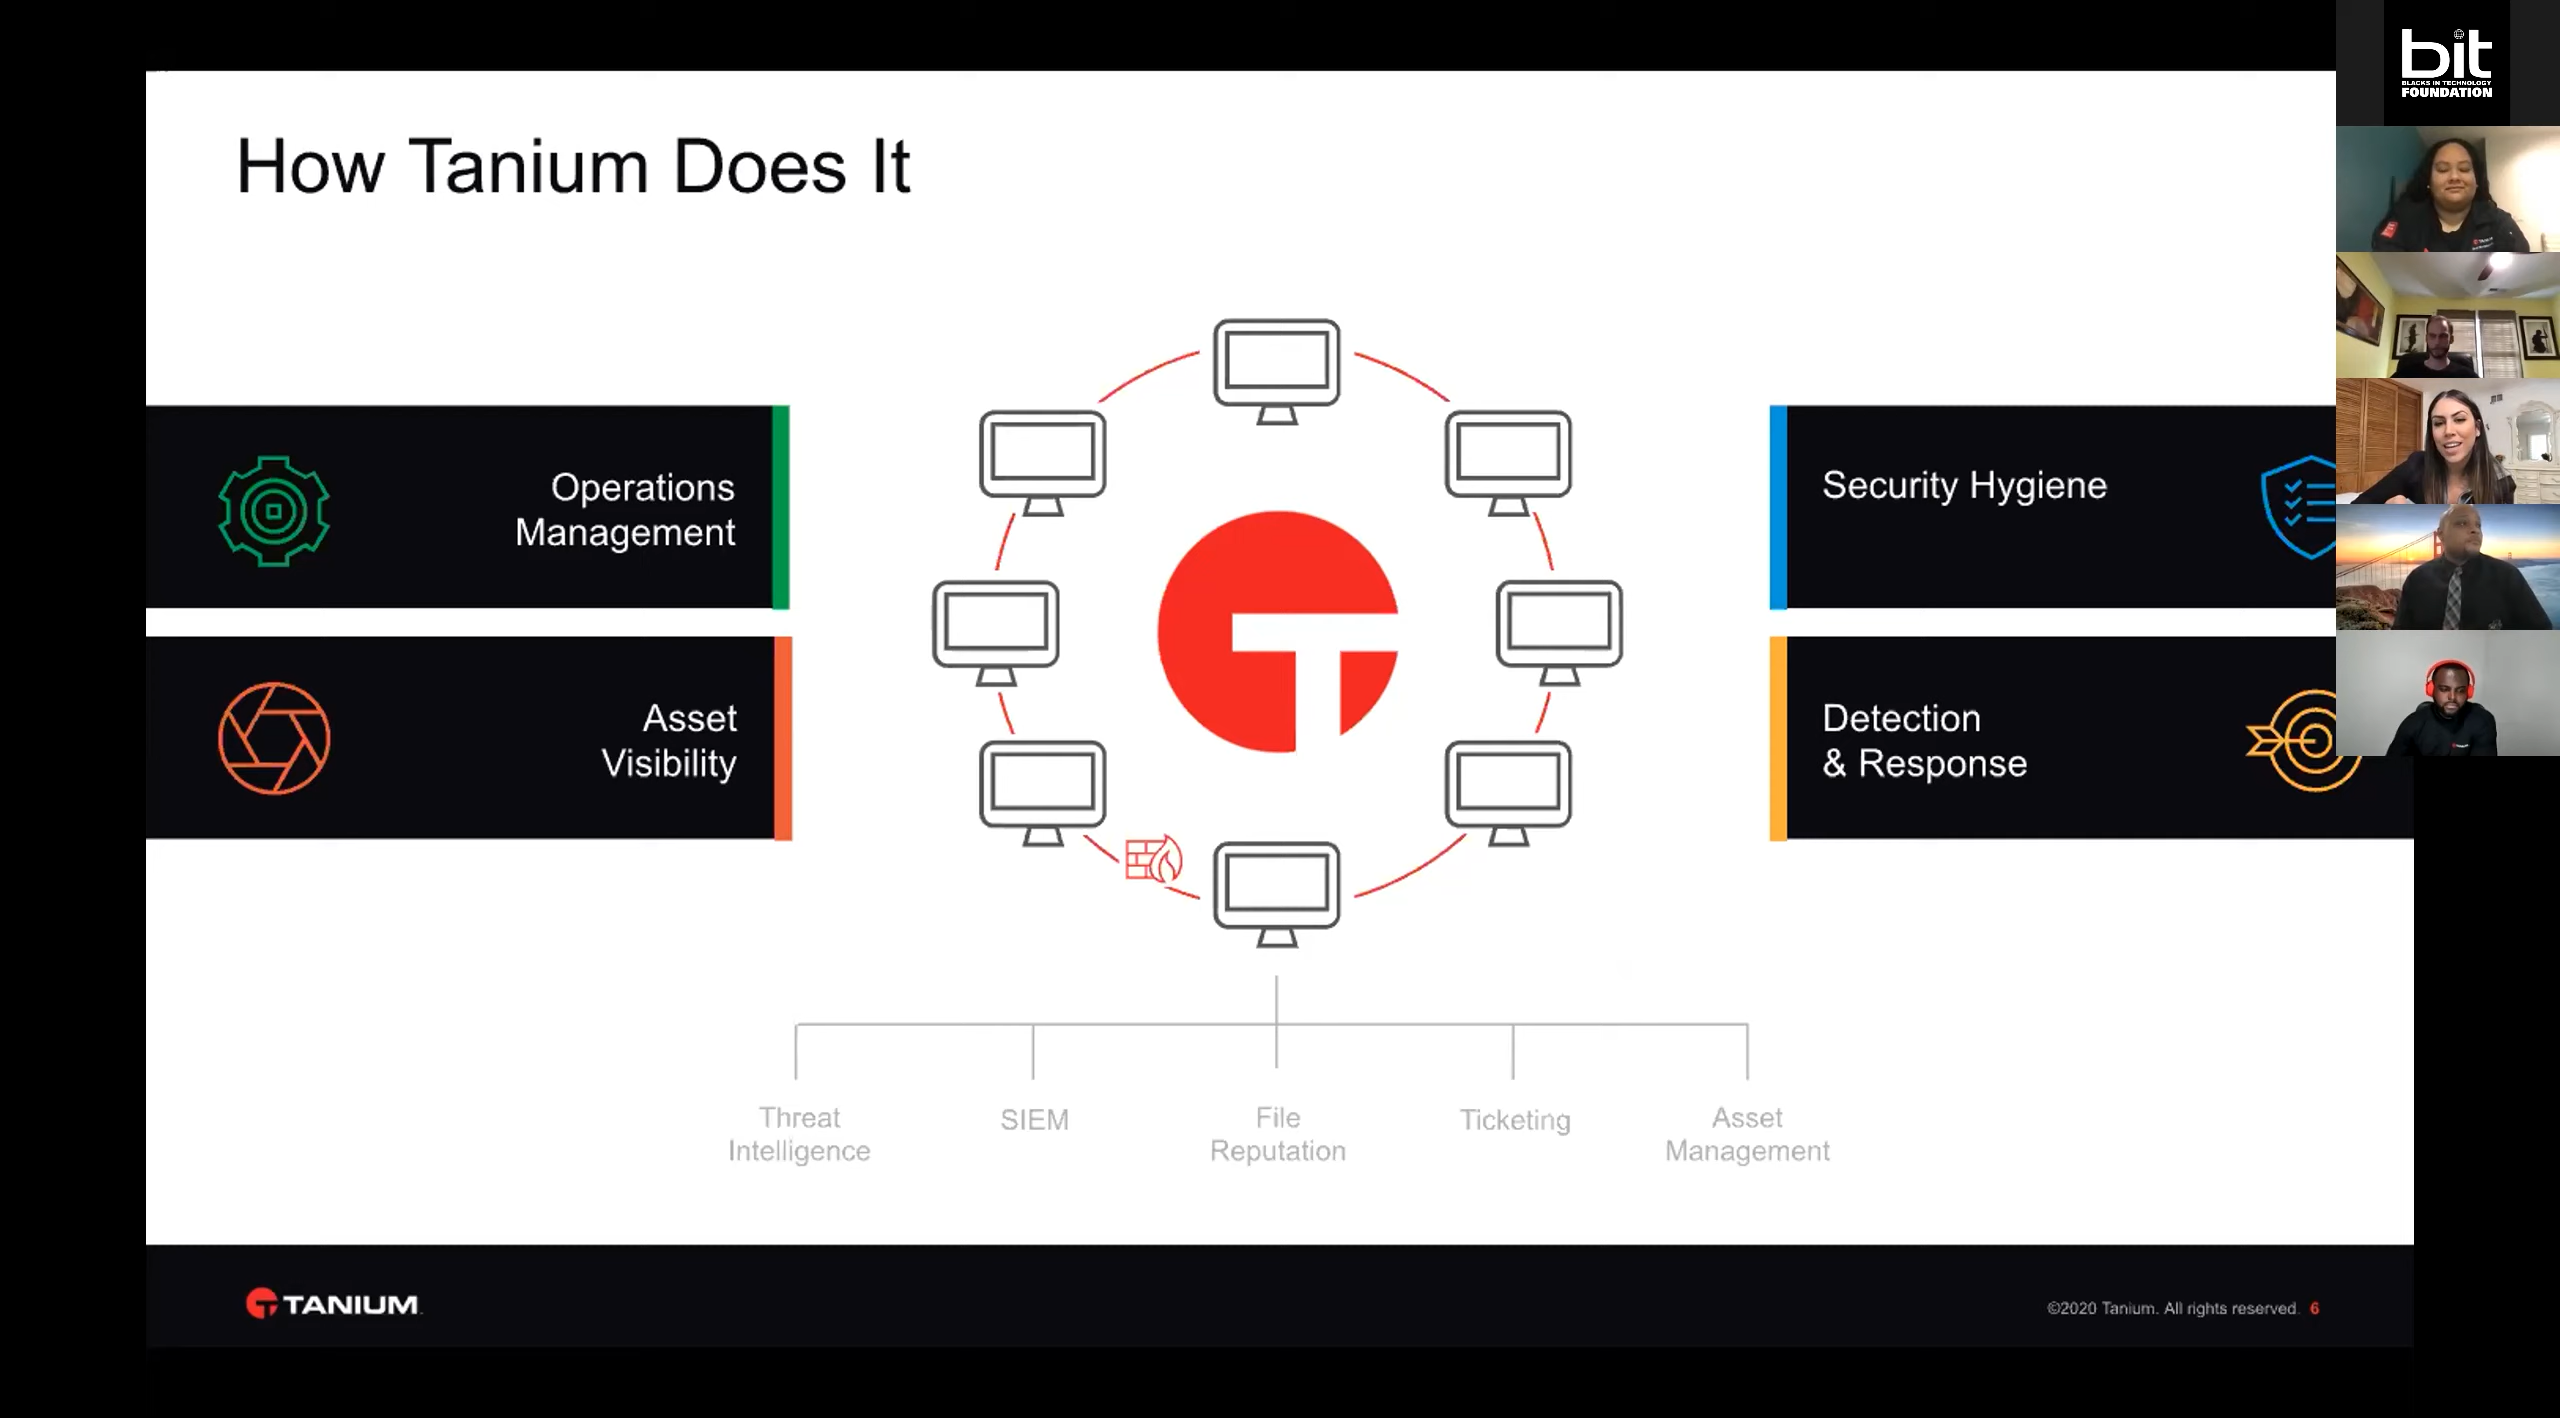 How Tanium Does It
Operations
Management
Asset
Visibility
Security Hygiene
Detection
& Response
Threat
Intelligence
SIEM
File
Reputation
Ticketing
Asset
Management
TANIUM
©2020 Tanium. All rights reserved. 6
bit
BLACKS IN TECHNOLOGY
FOUNDATION